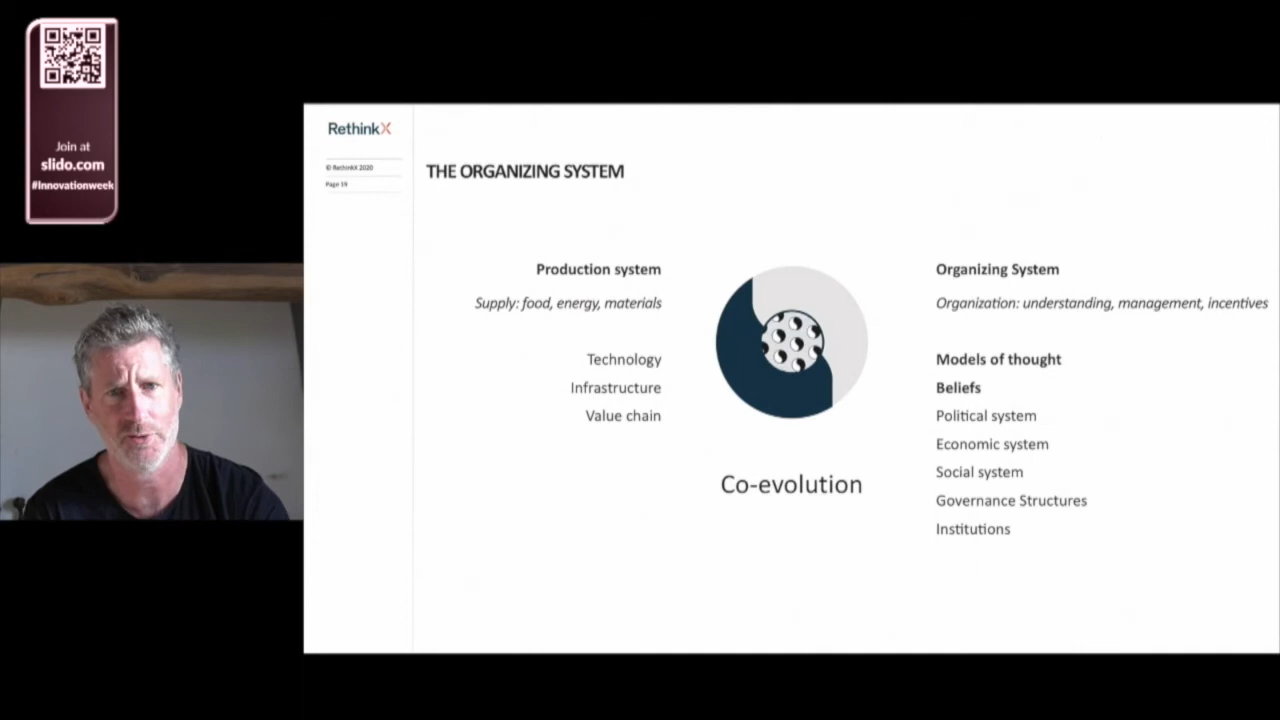 Join at
slido.com
#Innovationweek
RethinkX
© RethinkX 2020
Page 19
THE ORGANIZING SYSTEM
Production system
Supply: food, energy, materials
Technology
Infrastructure
Value chain
Co-evolution
Organizing System
Organization: understanding, management, incentives
Models of thought
Beliefs
Political system
Economic system
Social system
Governance Structures
Institutions